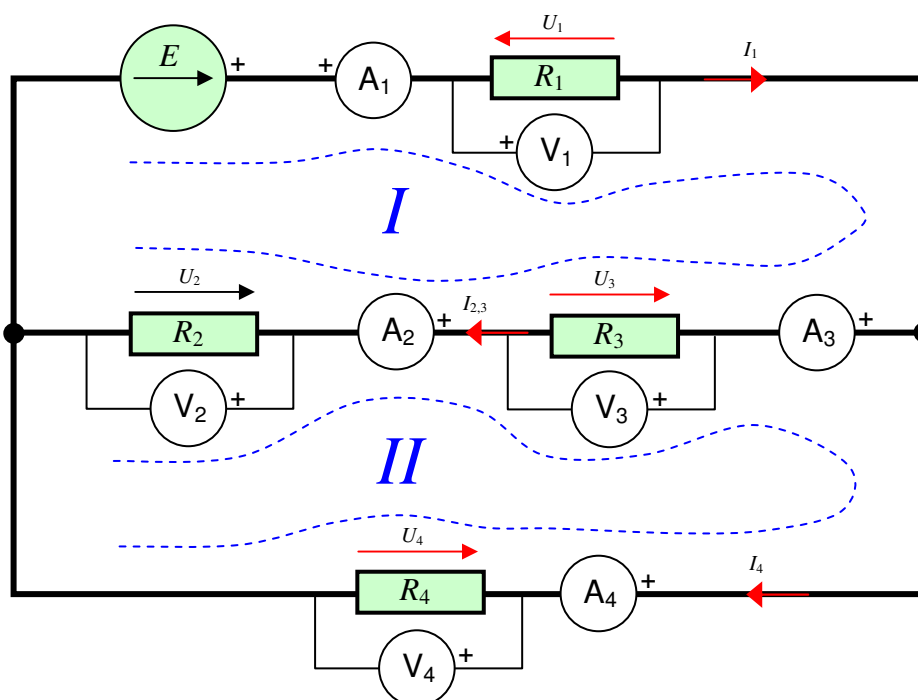 U1
I1
E
+
+
A1
R1
+
V1
I
U2
I2,3
U3
R2
A2
+
R3
A3
+
V2
+
V3
+
II
U4
I4
R4
A4
+
V4
+